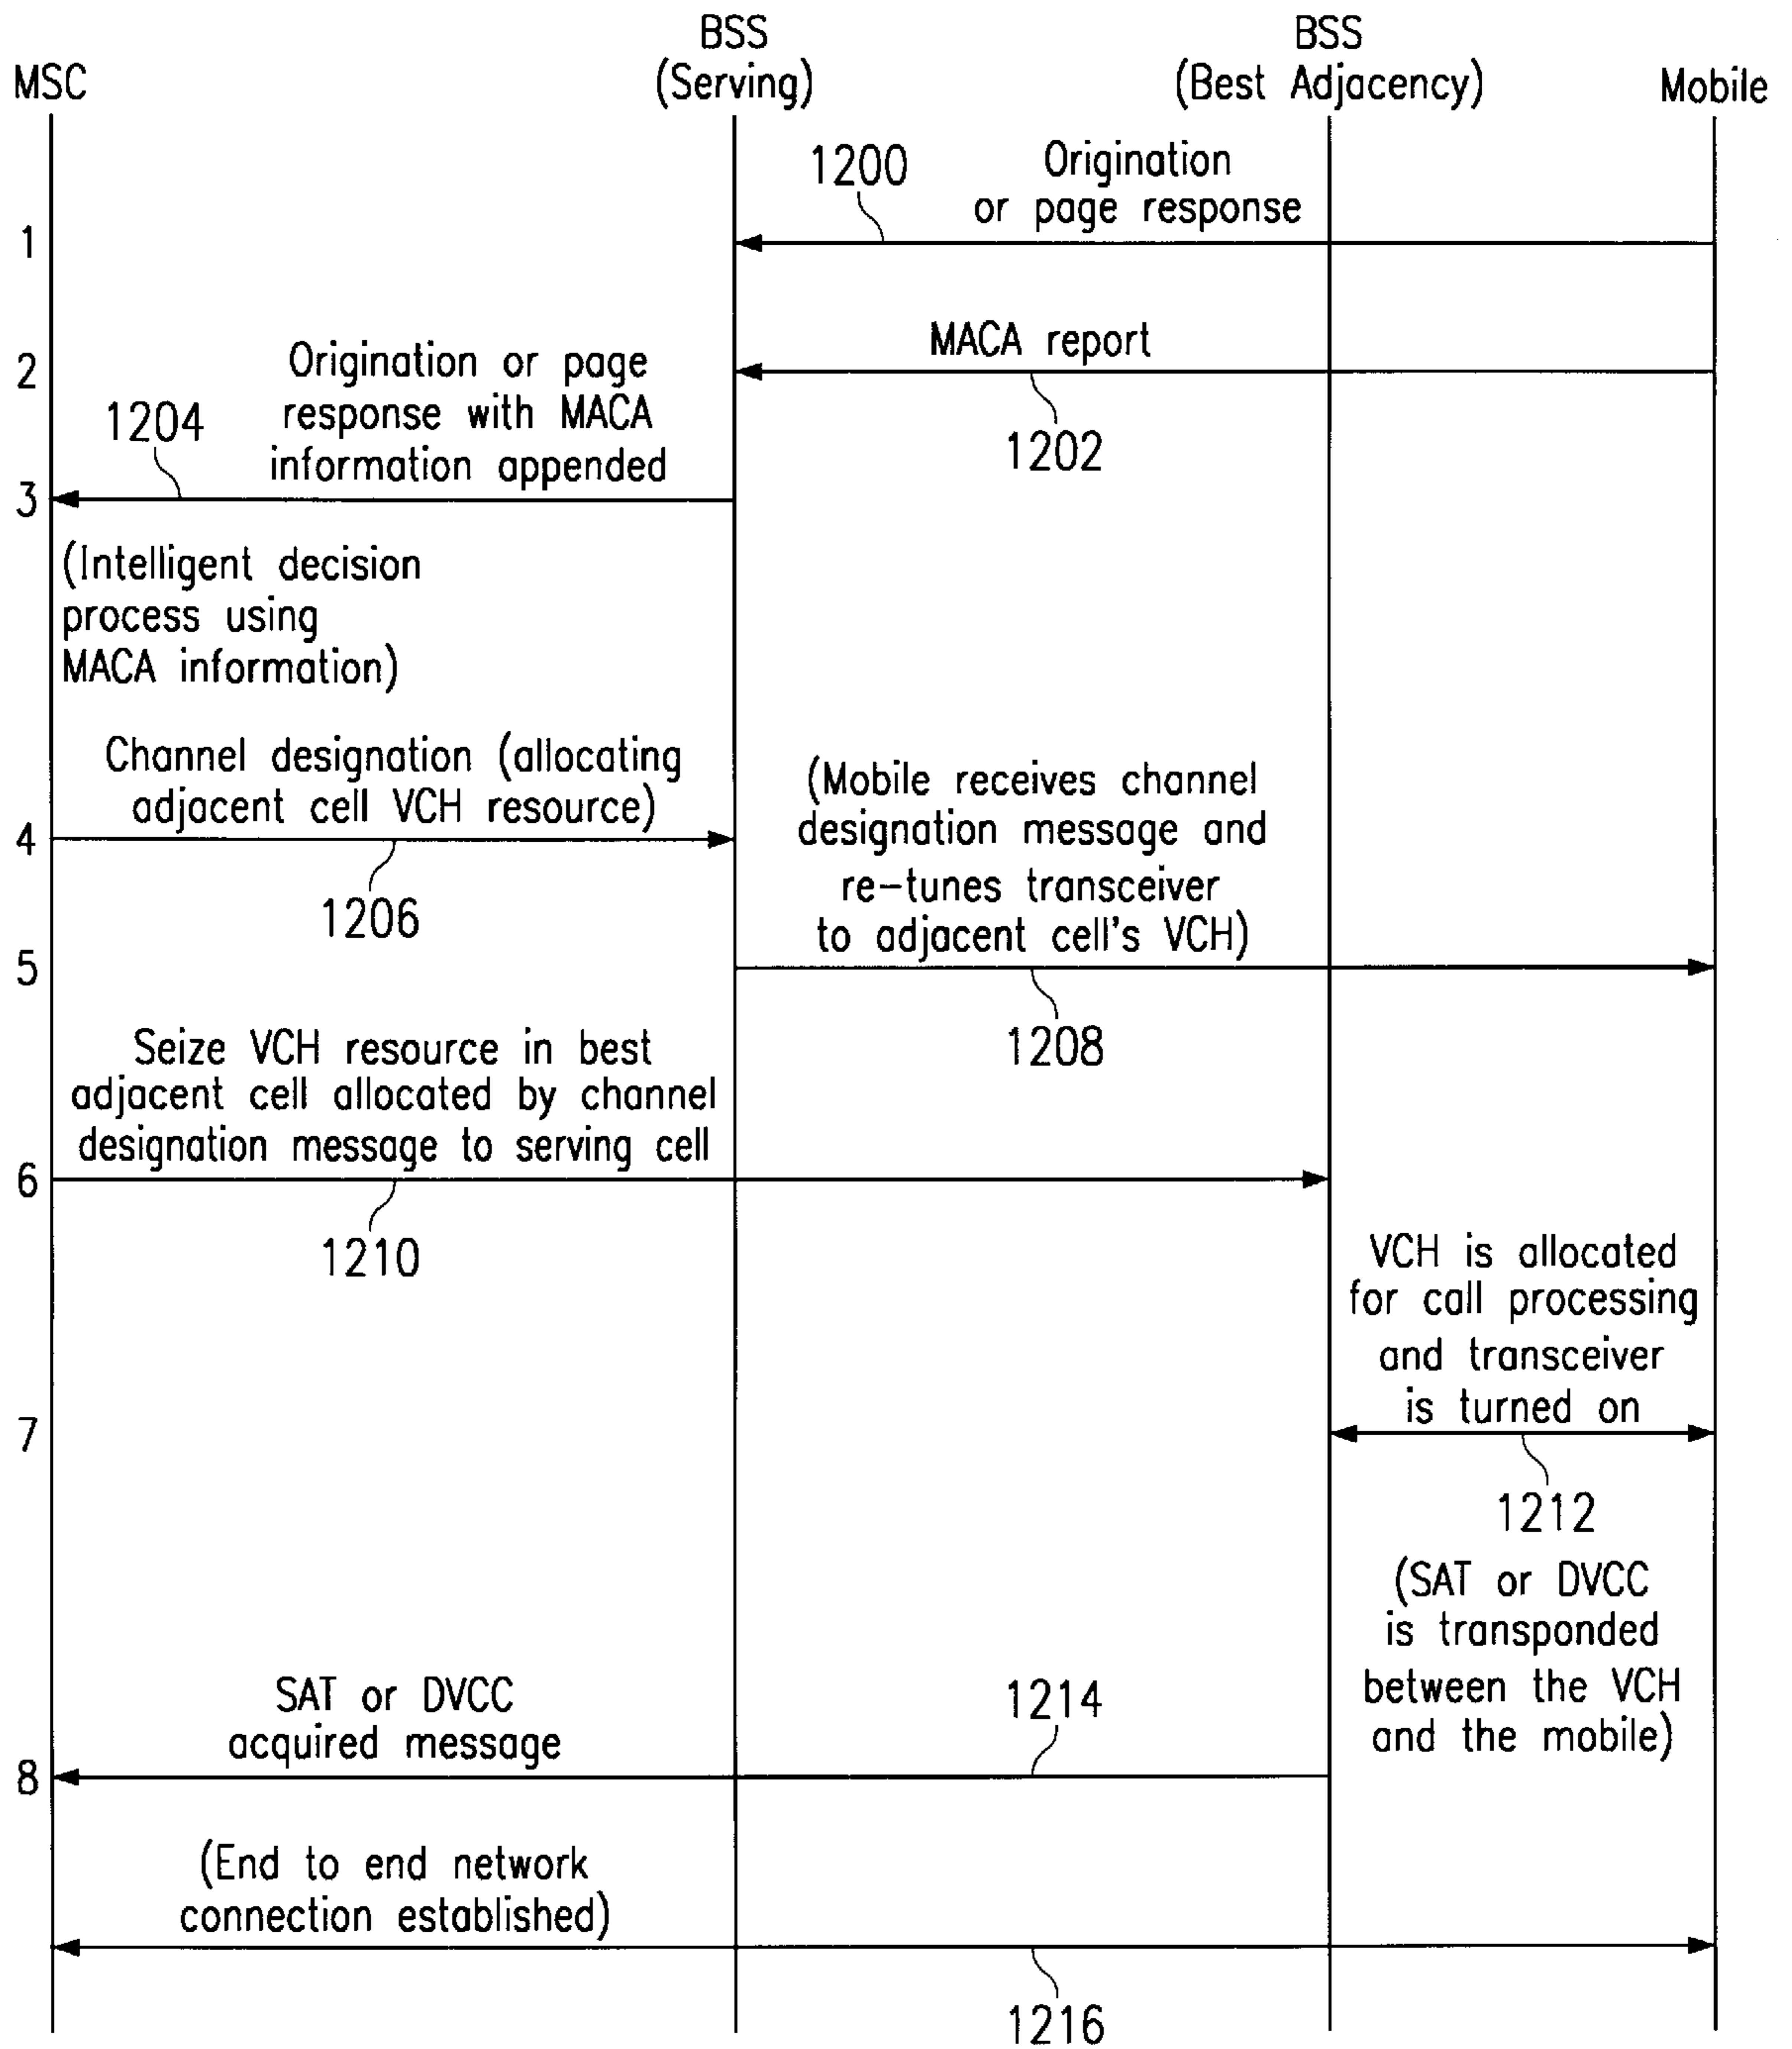 MSC
BSS
(Serving)
BSS
(Best Adjacency)
Mobile
1200
Origination
or page response
1
MACA report
2
1202
Origination or page
response with MACA
information appended
1204
3
(Intelligent decision
process using
MACA information)
Channel designation (allocating
adjacent cell VCH resource)
4
1206
(Mobile receives channel
designation message and
re-tunes transceiver
to adjacent cell's VCH)
5
1208
Seize VCH resource in best
adjacent cell allocated by channel
designation message to serving cell
6
1210
VCH is allocated
for call processing
and transceiver
is turned on
7
1212
(SAT or DVCC
is transponded
between the VCH
and the mobile)
SAT or DVCC
acquired message
1214
8
(End to end network
connection established)
1216